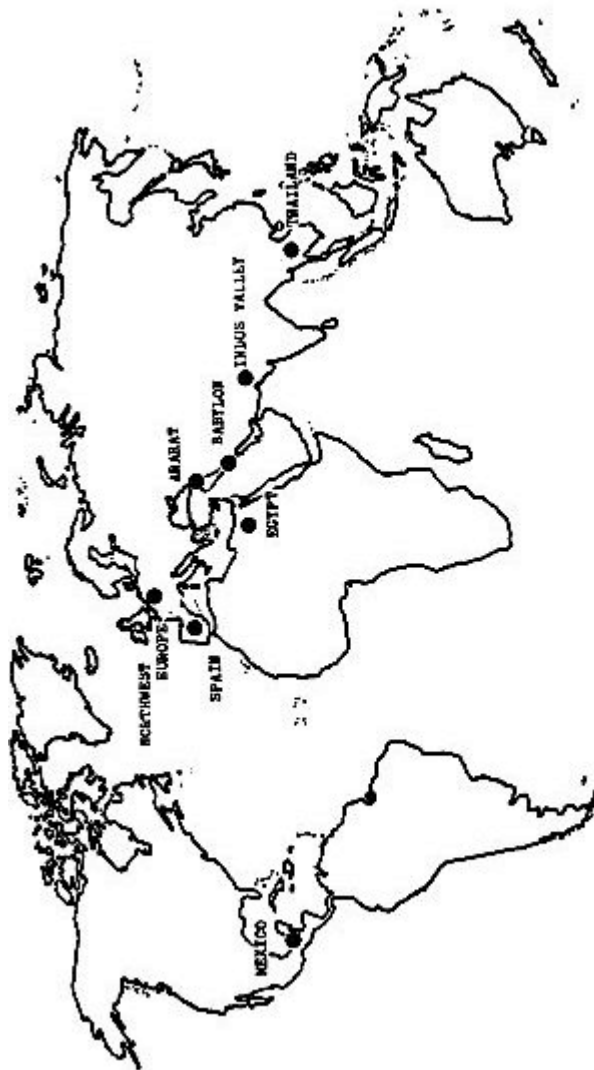 MEXICO
NORTHWEST
EUROPE
SPAIN
ARARAT
BABYLON
EGYPT
INDUS VALLEY
THAILAND